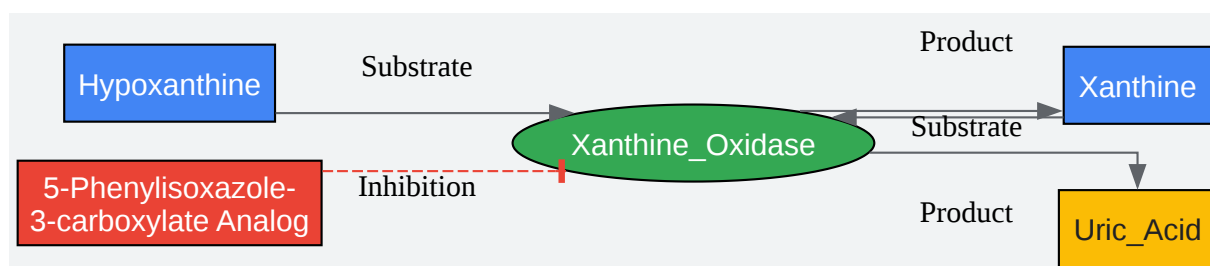 Product
Substrate
Hypoxanthine
Xanthine
Substrate
Xanthine_Oxidase
5-Phenylisoxazole-
3-carboxylate Analog
Inhibition
Product
Uric_Acid